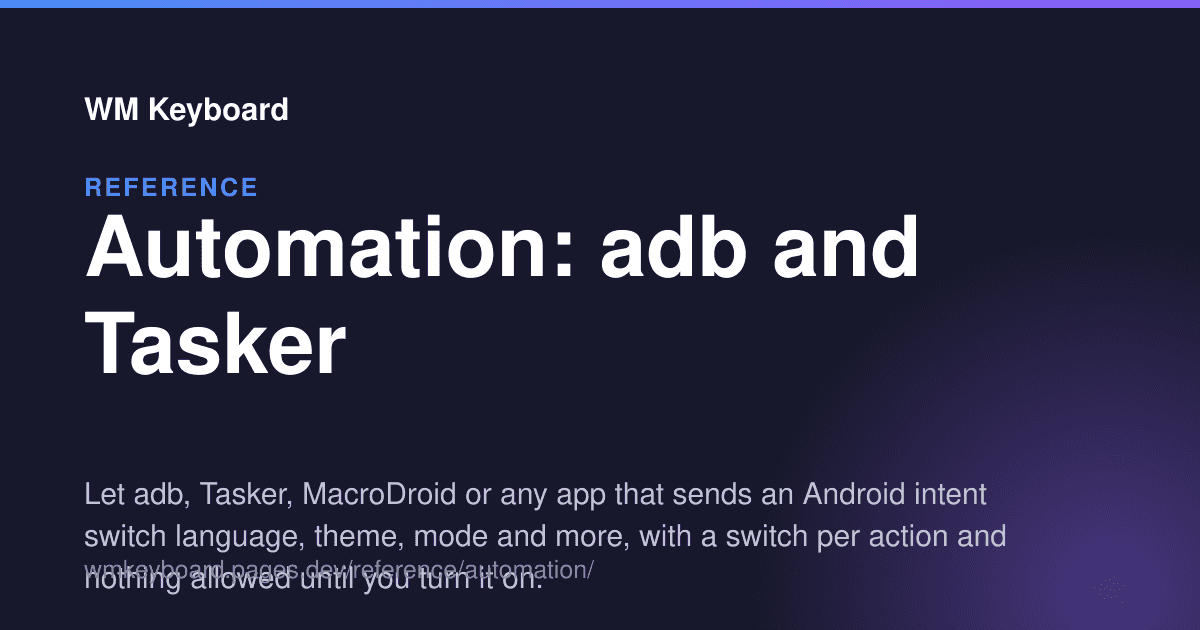 WM Keyboard
REFERENCE
Automation: adb and
Tasker
Let adb, Tasker, MacroDroid or any app that sends an Android intent
switch language, theme, mode and more, with a switch per action and
nothing allowed until you turn it on.
wmkeyboard.pages.dev/reference/automation/